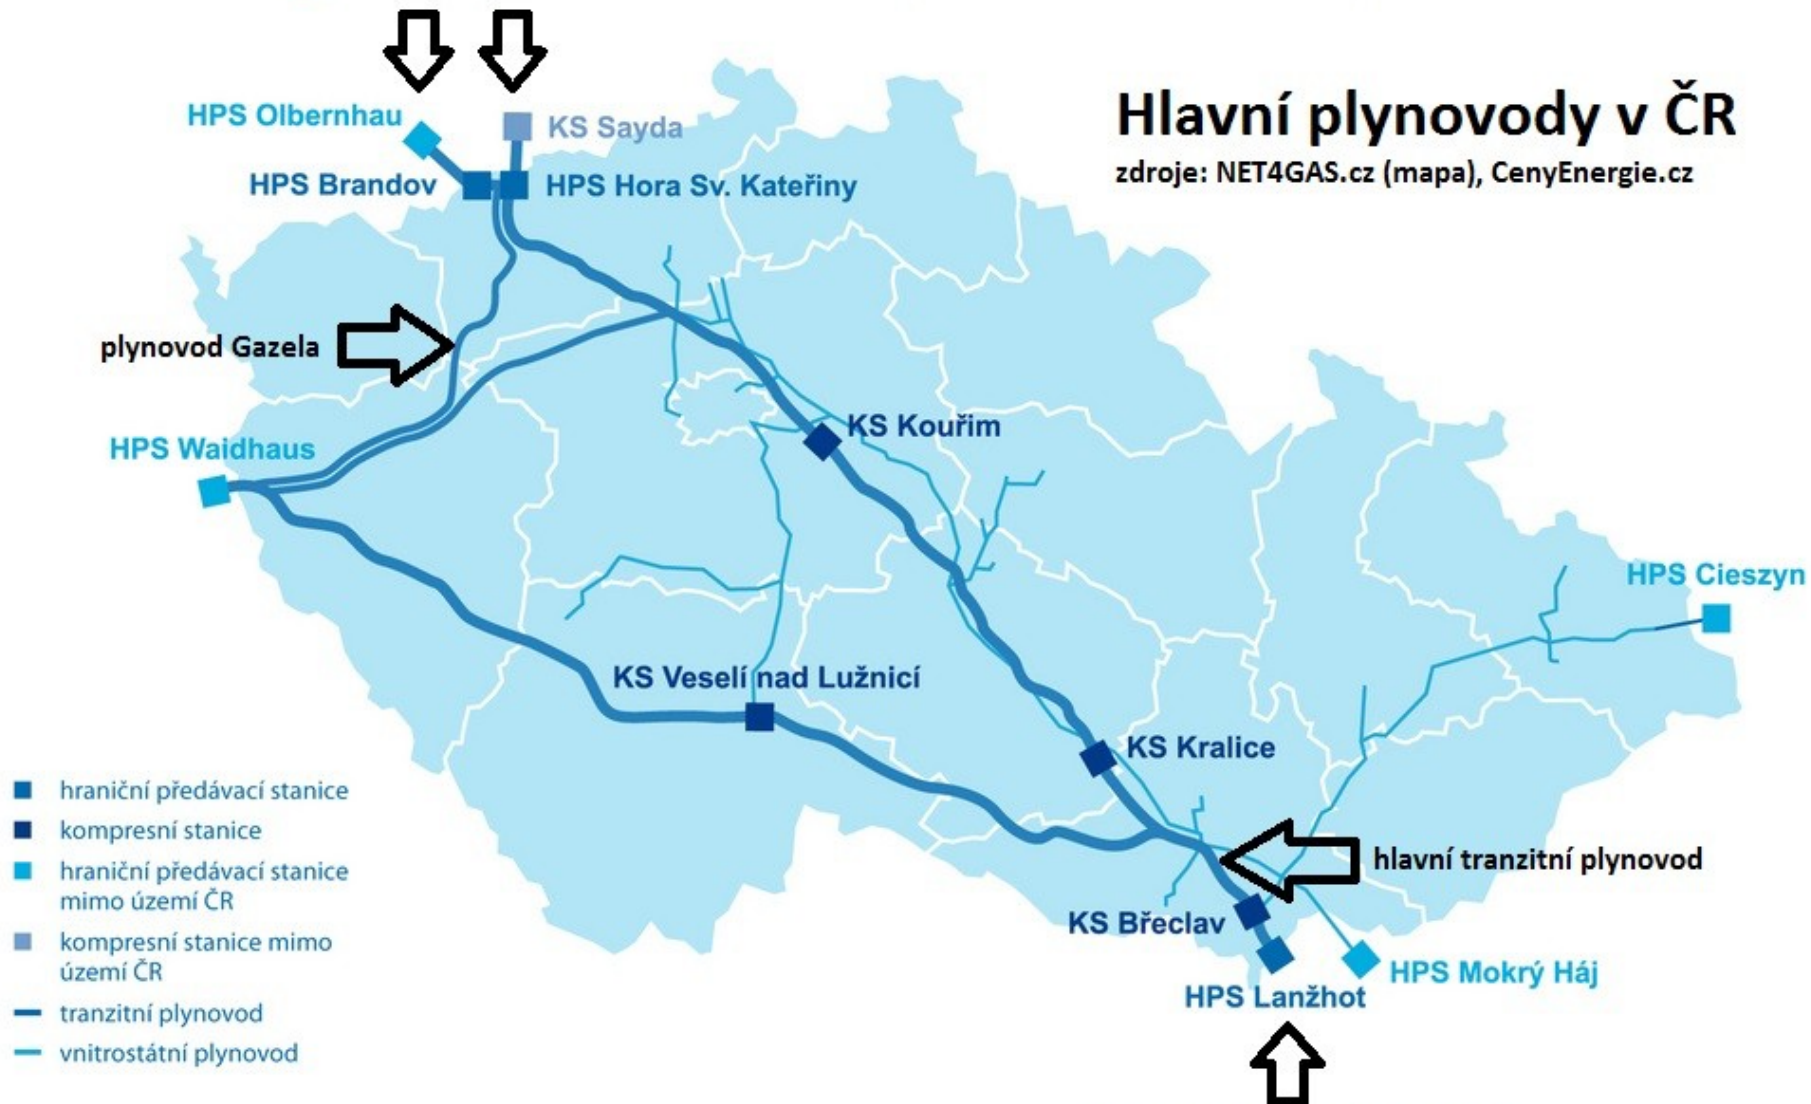 Hlavní plynovody v ČR
zdroje: NET4GAS.cz (mapa), CenyEnergie.cz
HPS Olbernhau
KS Sayda
HPS Brandov
HPS Hora Sv. Kateřiny
plynovod Gazela
KS Kouřim
HPS Waidhaus
HPS Cieszyn
KS Veselí nad Lužnicí
KS Kralice
hlavní tranzitní plynovod
KS Břeclav
HPS Mokrý Háj
HPS Lanžhot
hraniční předávací stanice
kompresní stanice
hraniční předávací stanice
mimo území ČR
kompresní stanice mimo
území ČR
tranzitní plynovod
vnitrostátní plynovod